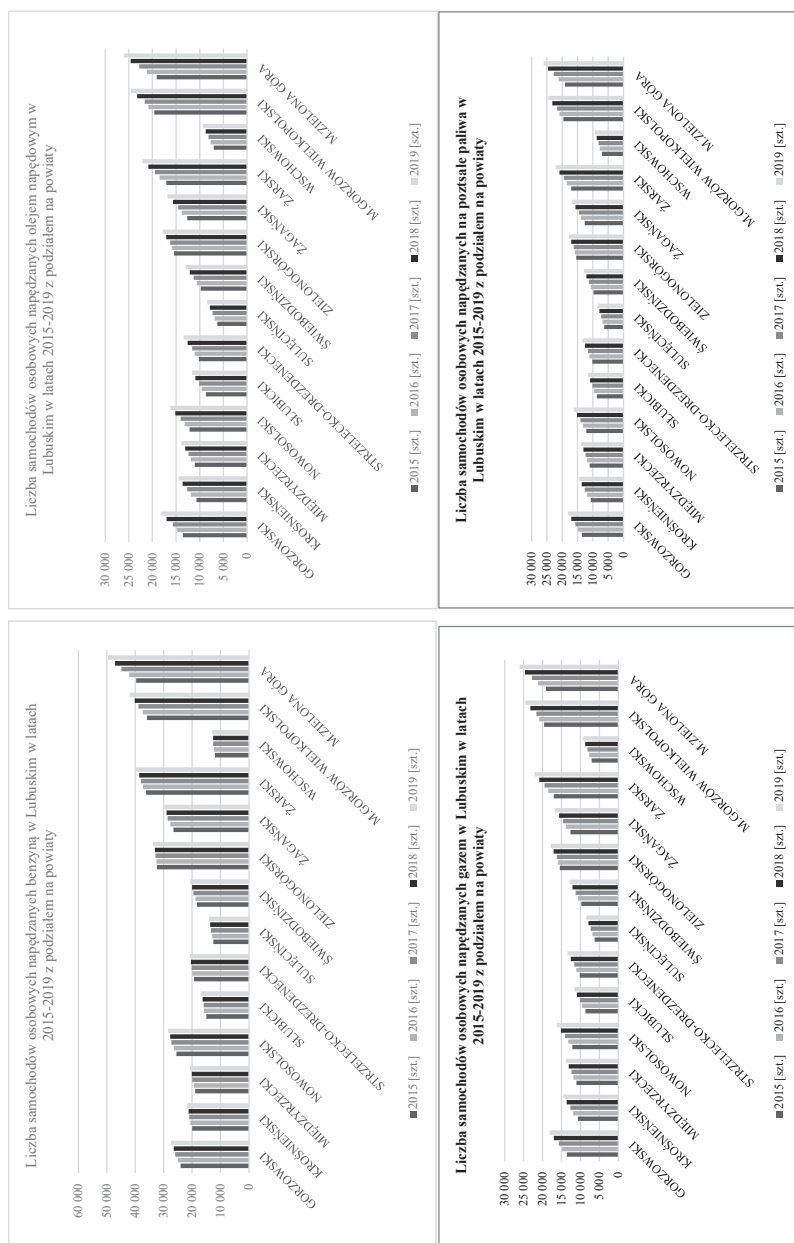 Liczba samochodów osobowych napędzanych benzyną w Lubuskim w latach
2015-2019 z podziałem na powiaty
60 000
50 000
40 000
30 000
20 000
10 000
0
GORZOWSKI
KROŚNIEŃSKI
MIĘDZYRZECKI
NOWOSOLSKI
SŁUBICKI
STRZELECKO-DREZDENECKI
SULĘCIŃSKI
ŚWIEBODZIŃSKI
ZIELONOGÓRSKI
ŻAGAŃSKI
ŻARSKI
WSCHOWSKI
M.GORZÓW WIELKOPOLSKI
M.ZIELONA GÓRA
2015 [szt.] 2016 [szt.] 2017 [szt.] 2018 [szt.] 2019 [szt.]
Liczba samochodów osobowych napędzanych olejem napędowym w
Lubuskim w latach 2015-2019 z podziałem na powiaty
30 000
25 000
20 000
15 000
10 000
5 000
0
GORZOWSKI
KROŚNIEŃSKI
MIĘDZYRZECKI
NOWOSOLSKI
SŁUBICKI
STRZELECKO-DREZDENECKI
SULĘCIŃSKI
ŚWIEBODZIŃSKI
ZIELONOGÓRSKI
ŻAGAŃSKI
ŻARSKI
WSCHOWSKI
M.GORZÓW WIELKOPOLSKI
M.ZIELONA GÓRA
2015 [szt.] 2016 [szt.] 2017 [szt.] 2018 [szt.] 2019 [szt.]
Liczba samochodów osobowych napędzanych gazem w Lubuskim w latach
2015-2019 z podziałem na powiaty
30 000
25 000
20 000
15 000
10 000
5 000
0
GORZOWSKI
KROŚNIEŃSKI
MIĘDZYRZECKI
NOWOSOLSKI
SŁUBICKI
STRZELECKO-DREZDENECKI
SULĘCIŃSKI
ŚWIEBODZIŃSKI
ZIELONOGÓRSKI
ŻAGAŃSKI
ŻARSKI
WSCHOWSKI
M.GORZÓW WIELKOPOLSKI
M.ZIELONA GÓRA
2015 [szt.] 2016 [szt.] 2017 [szt.] 2018 [szt.] 2019 [szt.]
Liczba samochodów osobowych napędzanych na poztsałe paliwa w
Lubuskim w latach 2015-2019 z podziałem na powiaty
30 000
25 000
20 000
15 000
10 000
5 000
0
GORZOWSKI
KROŚNIEŃSKI
MIĘDZYRZECKI
NOWOSOLSKI
SŁUBICKI
STRZELECKO-DREZDENECKI
SULĘCIŃSKI
ŚWIEBODZIŃSKI
ZIELONOGÓRSKI
ŻAGAŃSKI
ŻARSKI
WSCHOWSKI
M.GORZÓW WIELKOPOLSKI
M.ZIELONA GÓRA
2015 [szt.] 2016 [szt.] 2017 [szt.] 2018 [szt.] 2019 [szt.]